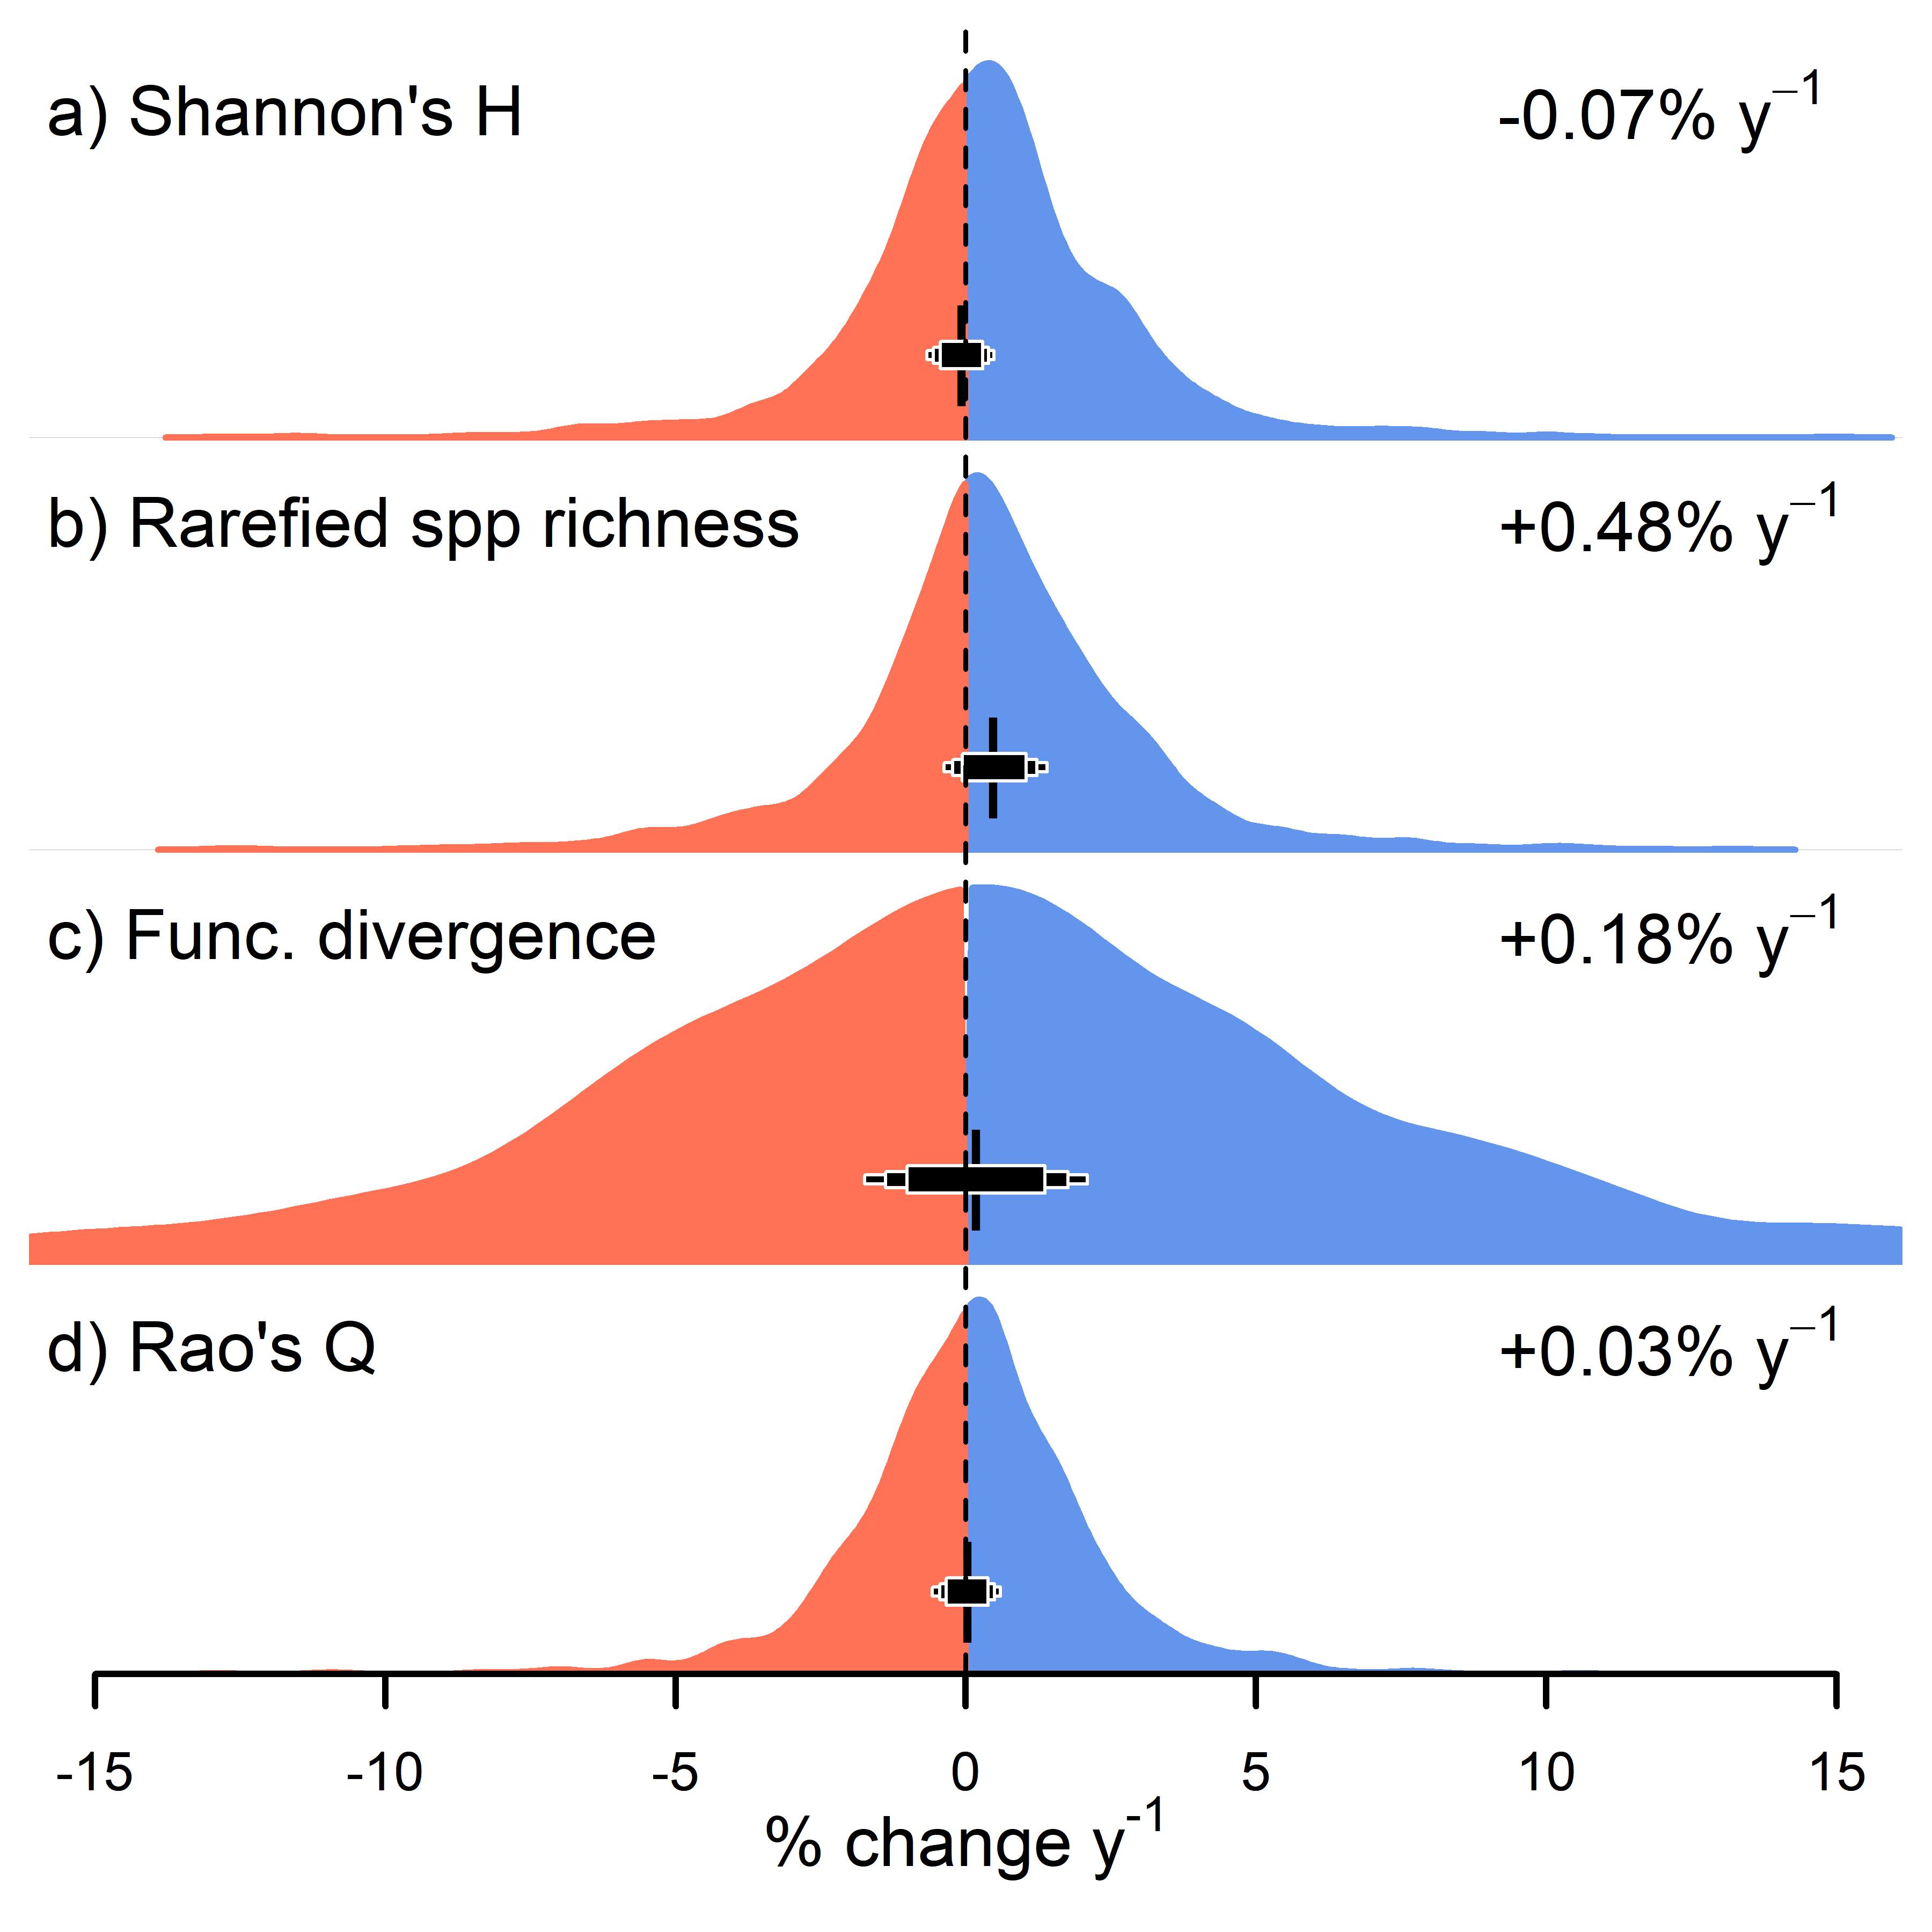 a) Shannon's H -0.07% y⁻¹
b) Rarefied spp richness +0.48% y⁻¹
c) Func. divergence +0.18% y⁻¹
d) Rao's Q +0.03% y⁻¹
-15 -10 -5 0 5 10 15
% change y⁻¹